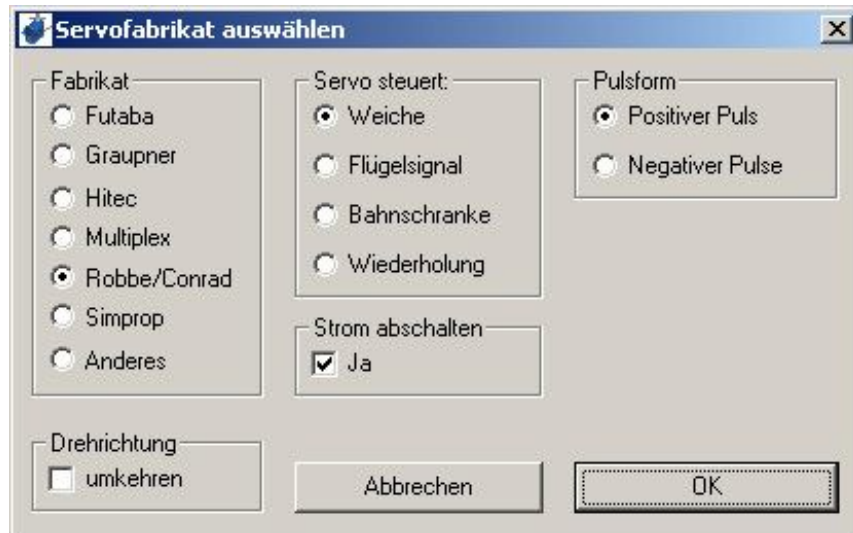 Servofabrikat auswählen
Fabrikat
Futaba
Graupner
Hitec
Multiplex
Robbe/Conrad
Simprop
Anderes
Servo steuert:
Weiche
Flügelsignal
Bahnschranke
Wiederholung
Pulsform
Positiver Puls
Negativer Pulse
Strom abschalten
Ja
Drehrichtung
umkehren
Abbrechen
OK